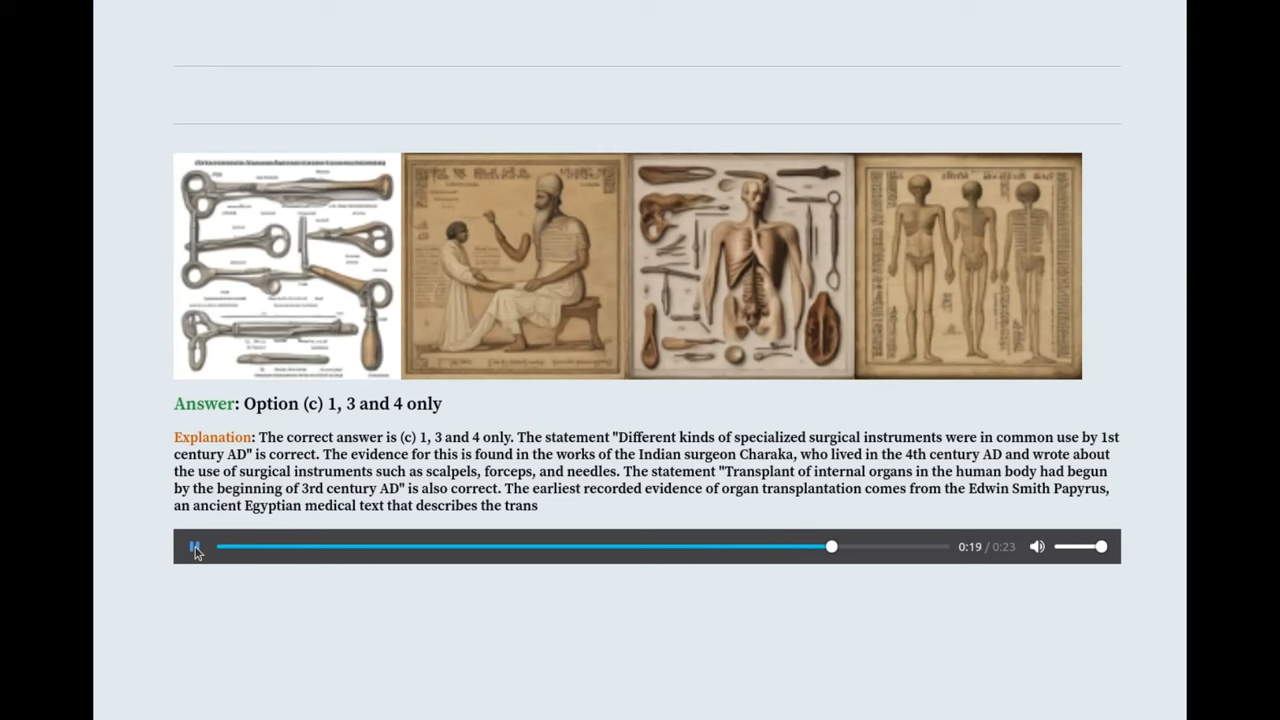 Answer: Option (c) 1, 3 and 4 only
Explanation: The correct answer is (c) 1, 3 and 4 only. The statement "Different kinds of specialized surgical instruments were in common use by 1st
century AD" is correct. The evidence for this is found in the works of the Indian surgeon Charaka, who lived in the 4th century AD and wrote about
the use of surgical instruments such as scalpels, forceps, and needles. The statement "Transplant of internal organs in the human body had begun
by the beginning of 3rd century AD" is also correct. The earliest recorded evidence of organ transplantation comes from the Edwin Smith Papyrus,
an ancient Egyptian medical text that describes the trans
0:19 / 0:23